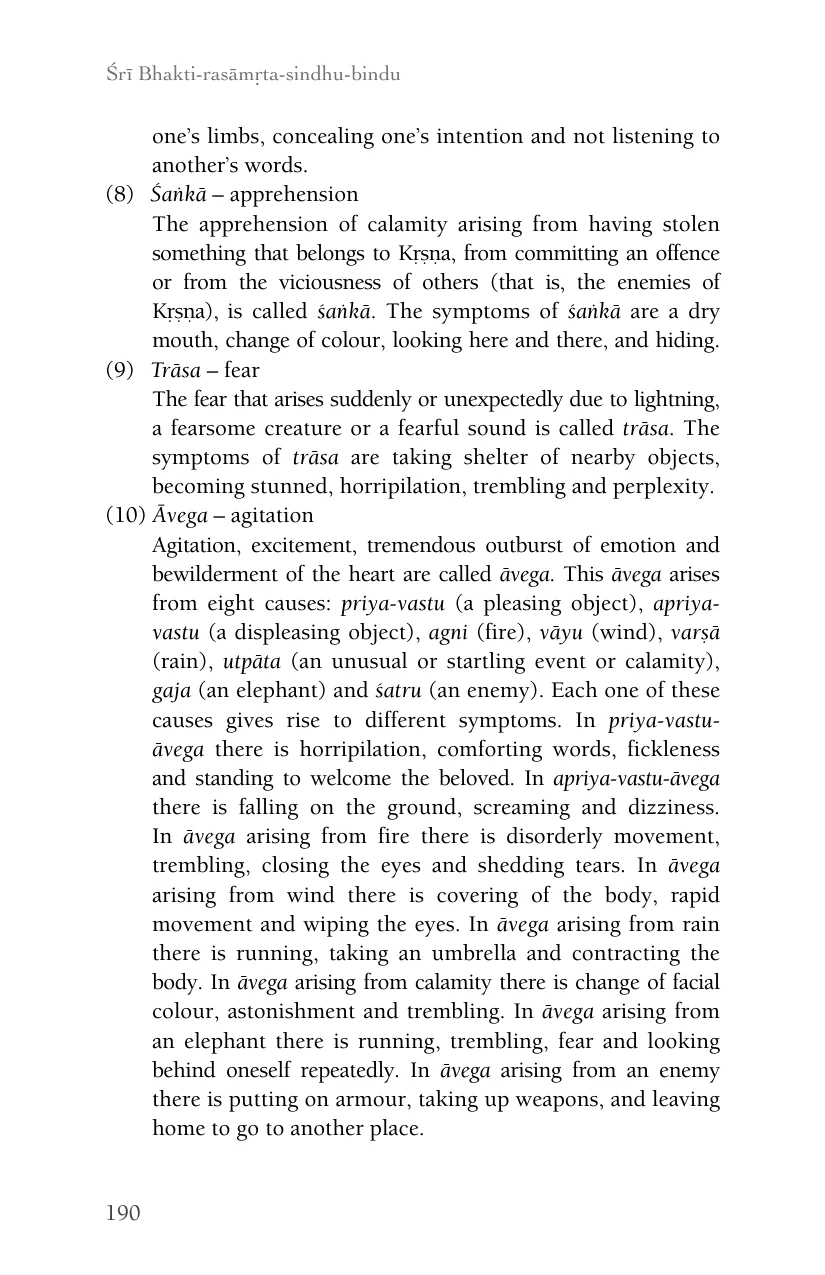 Śrī Bhakti-rasāmṛta-sindhu-bindu
one’s limbs, concealing one’s intention and not listening to
another’s words.
(8) Śaṅkā – apprehension
The apprehension of calamity arising from having stolen
something that belongs to Kṛṣṇa, from committing an offence
or from the viciousness of others (that is, the enemies of
Kṛṣṇa), is called śaṅkā. The symptoms of śaṅkā are a dry
mouth, change of colour, looking here and there, and hiding.
(9) Trāsa – fear
The fear that arises suddenly or unexpectedly due to lightning,
a fearsome creature or a fearful sound is called trāsa. The
symptoms of trāsa are taking shelter of nearby objects,
becoming stunned, horripilation, trembling and perplexity.
(10) Āvega – agitation
Agitation, excitement, tremendous outburst of emotion and
bewilderment of the heart are called āvega. This āvega arises
from eight causes: priya-vastu (a pleasing object), apriya-
vastu (a displeasing object), agni (fire), vāyu (wind), varṣā
(rain), utpāta (an unusual or startling event or calamity),
gaja (an elephant) and śatru (an enemy). Each one of these
causes gives rise to different symptoms. In priya-vastu-
āvega there is horripilation, comforting words, fickleness
and standing to welcome the beloved. In apriya-vastu-āvega
there is falling on the ground, screaming and dizziness.
In āvega arising from fire there is disorderly movement,
trembling, closing the eyes and shedding tears. In āvega
arising from wind there is covering of the body, rapid
movement and wiping the eyes. In āvega arising from rain
there is running, taking an umbrella and contracting the
body. In āvega arising from calamity there is change of facial
colour, astonishment and trembling. In āvega arising from
an elephant there is running, trembling, fear and looking
behind oneself repeatedly. In āvega arising from an enemy
there is putting on armour, taking up weapons, and leaving
home to go to another place.
190